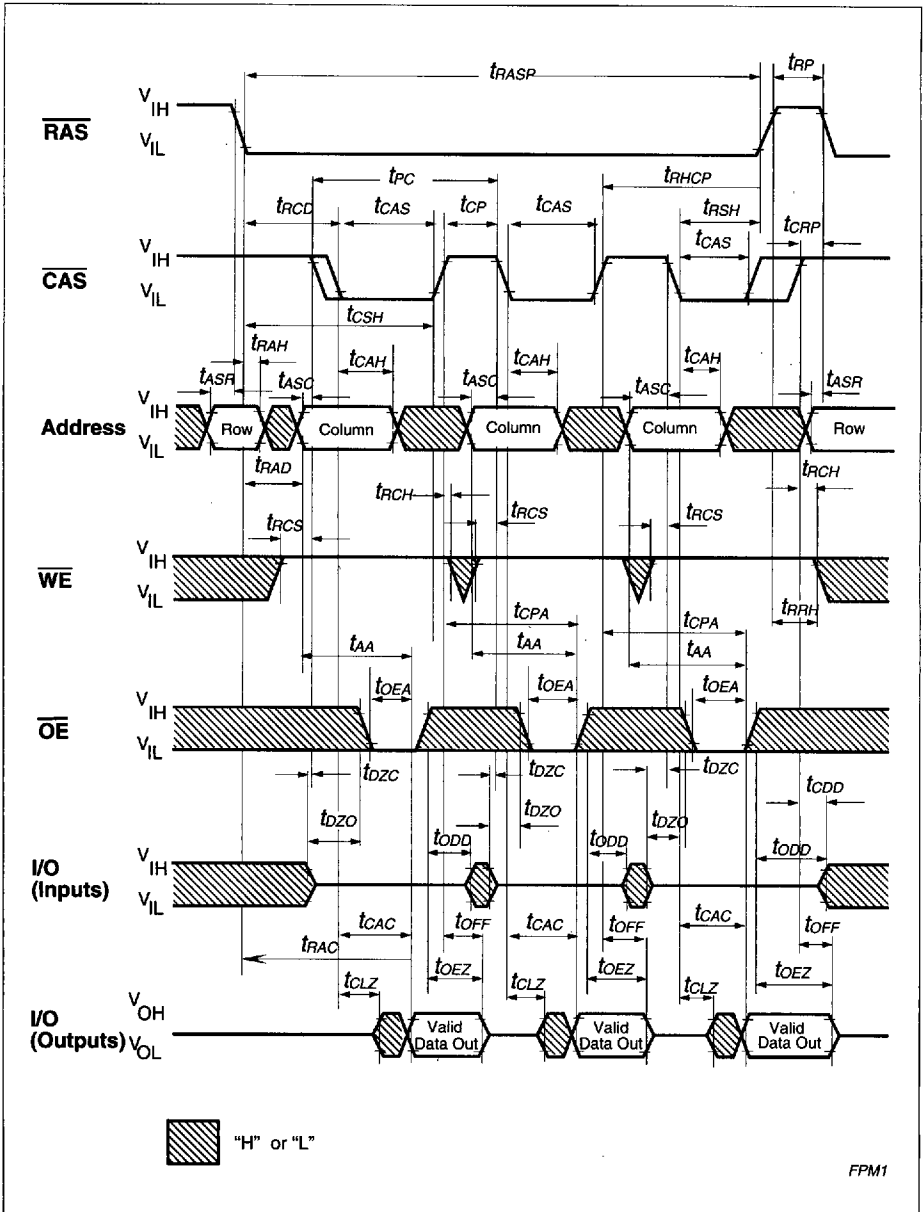 tRASP tRP
VIH
RAS
VIL
tPC tRHCP
tRCD tCAS tCP tCAS tRSH
tCAS tCRP
VIH
CAS
VIL
tCSH
tRAH tCAH tCAH tCAH
tASR tASC tASC tASC tASR
VIH
Address Row Column Column Column Row
VIL
tRAD tRCH tRCH
tRCS tRCS tRCS
VIH
WE
VIL
tCPA tCPA tRRH
tAA tAA tAA
tOEA tOEA tOEA
VIH
OE
VIL
tDZC tDZC tDZC
tDZO tDZO tDZO tCDD
tODD tODD tODD
VIH
I/O
(Inputs)
VIL
tRAC tCAC tOFF tCAC tOFF tCAC tOFF
tCLZ tOEZ tCLZ tOEZ tCLZ tOEZ
VOH
I/O
(Outputs) VOL
Valid Valid Valid
Data Out Data Out Data Out
"H" or "L"
FPM1